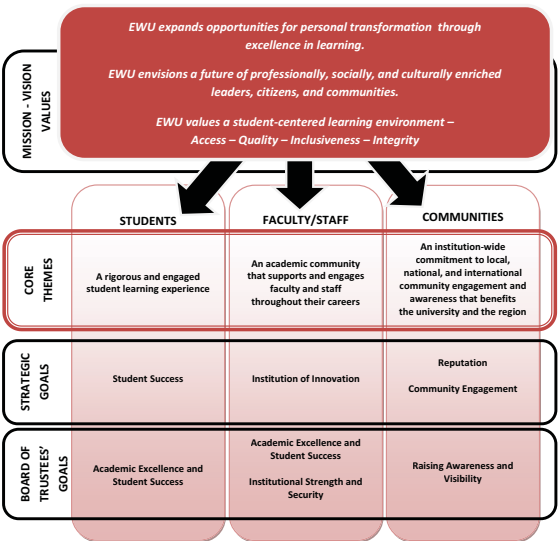 EWU expands opportunities for personal transformation through
excellence in learning.
EWU envisions a future of professionally, socially, and culturally enriched
leaders, citizens, and communities.
EWU values a student-centered learning environment –
Access – Quality – Inclusiveness – Integrity
MISSION - VISION
VALUES
STUDENTS
FACULTY/STAFF
COMMUNITIES
CORE
THEMES
A rigorous and engaged
student learning experience
An academic community
that supports and engages
faculty and staff
throughout their careers
An institution-wide
commitment to local,
national, and international
community engagement and
awareness that benefits
the university and the region
STRATEGIC
GOALS
Student Success
Institution of Innovation
Reputation
Community Engagement
BOARD OF
TRUSTEES'
GOALS
Academic Excellence and
Student Success
Academic Excellence and
Student Success
Institutional Strength and
Security
Raising Awareness and
Visibility